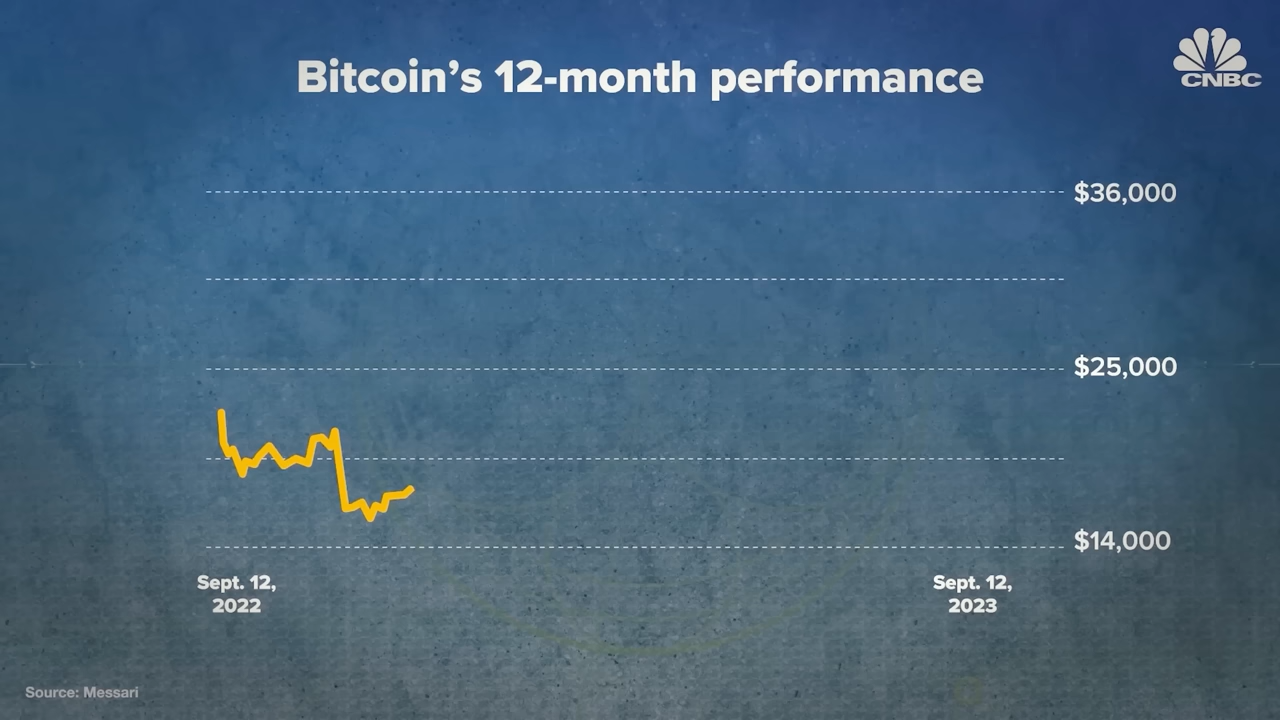 Bitcoin’s 12-month performance
CNBC
$36,000
$25,000
$14,000
Sept. 12,
2022
Sept. 12,
2023
Source: Messari